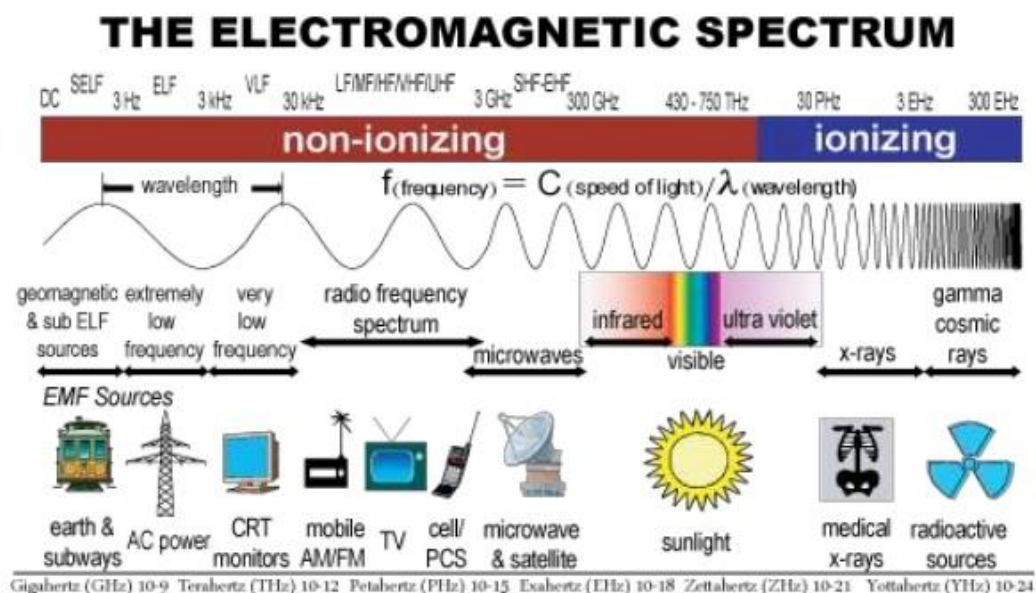 THE ELECTROMAGNETIC SPECTRUM
DC SELF 3 Hz ELF 3 kHz VLF 30 kHz LF/MF/HF/VHF/UHF 3 GHz SHF-EHF 300 GHz 430 - 750 THz 30 PHz 3 EHz 300 EHz
non-ionizing ionizing
wavelength f(frequency) = C (speed of light)/λ (wavelength)
geomagnetic & sub ELF sources
extremely low frequency
very low frequency
radio frequency spectrum
microwaves
infrared
visible
ultra violet
x-rays
gamma cosmic rays
EMF Sources
earth & subways
AC power
CRT monitors
mobile AM/FM
TV
cell/ PCS
microwave & satellite
sunlight
medical x-rays
radioactive sources
Gigahertz (GHz) 10-9 Terahertz (THz) 10-12 Petahertz (PHz) 10-15 Exahertz (EHz) 10-18 Zettahertz (ZHz) 10-21 Yottahertz (YHz) 10-24